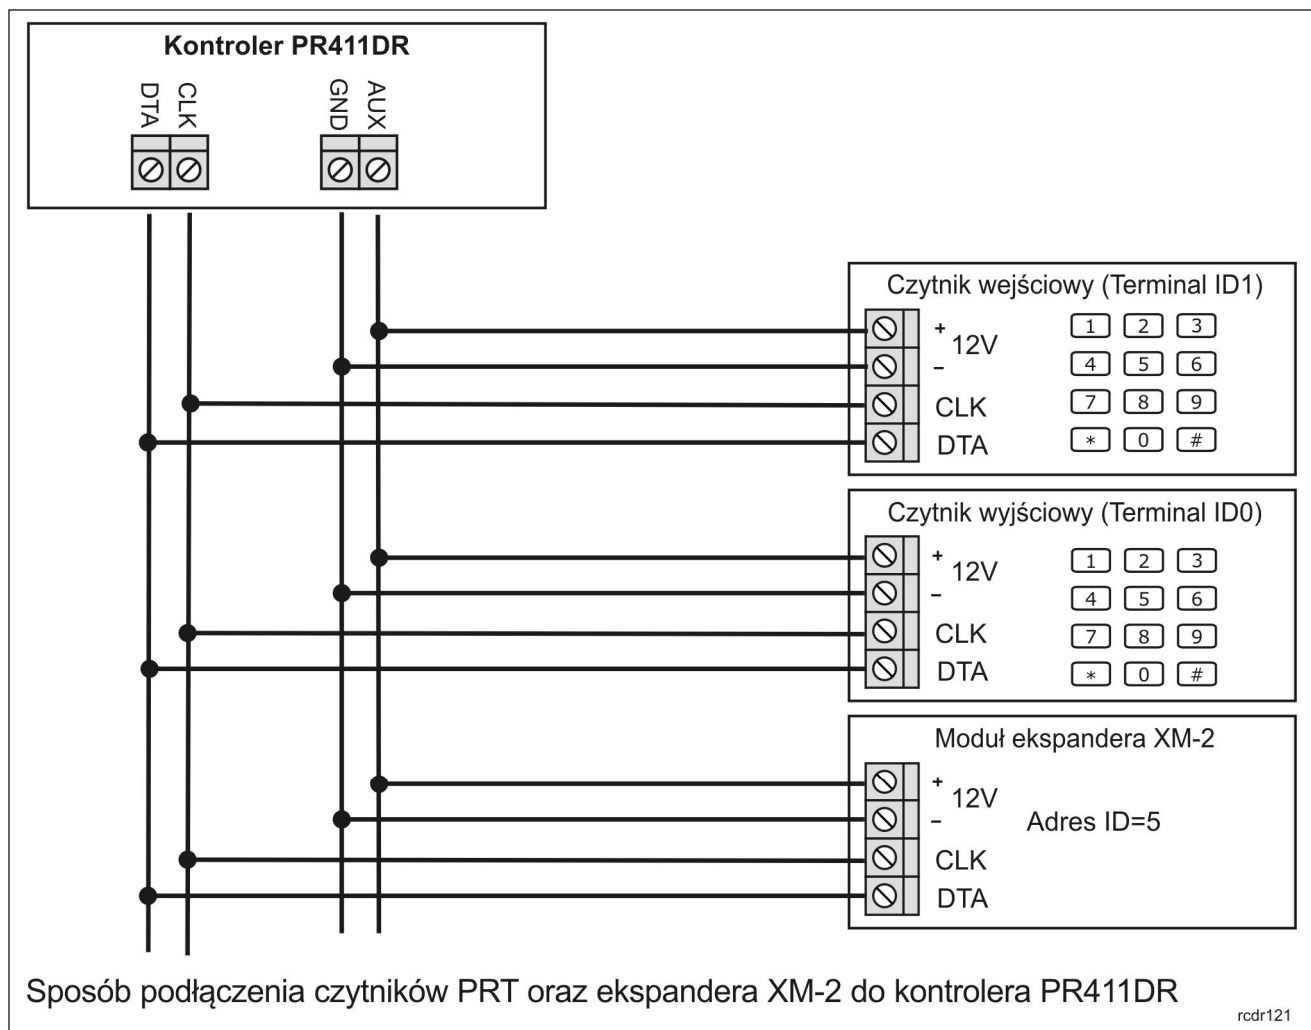 Kontroler PR411DR
DTA
CLK
GND
AUX
Czytnik wejściowy (Terminal ID1)
+
12V
–
CLK
DTA
1 2 3
4 5 6
7 8 9
* 0 #
Czytnik wyjściowy (Terminal ID0)
+
12V
–
CLK
DTA
1 2 3
4 5 6
7 8 9
* 0 #
Moduł ekspandera XM-2
+
12V
–
CLK
DTA
Adres ID=5
Sposób podłączenia czytników PRT oraz ekspandera XM-2 do kontrolera PR411DR
rcdr121